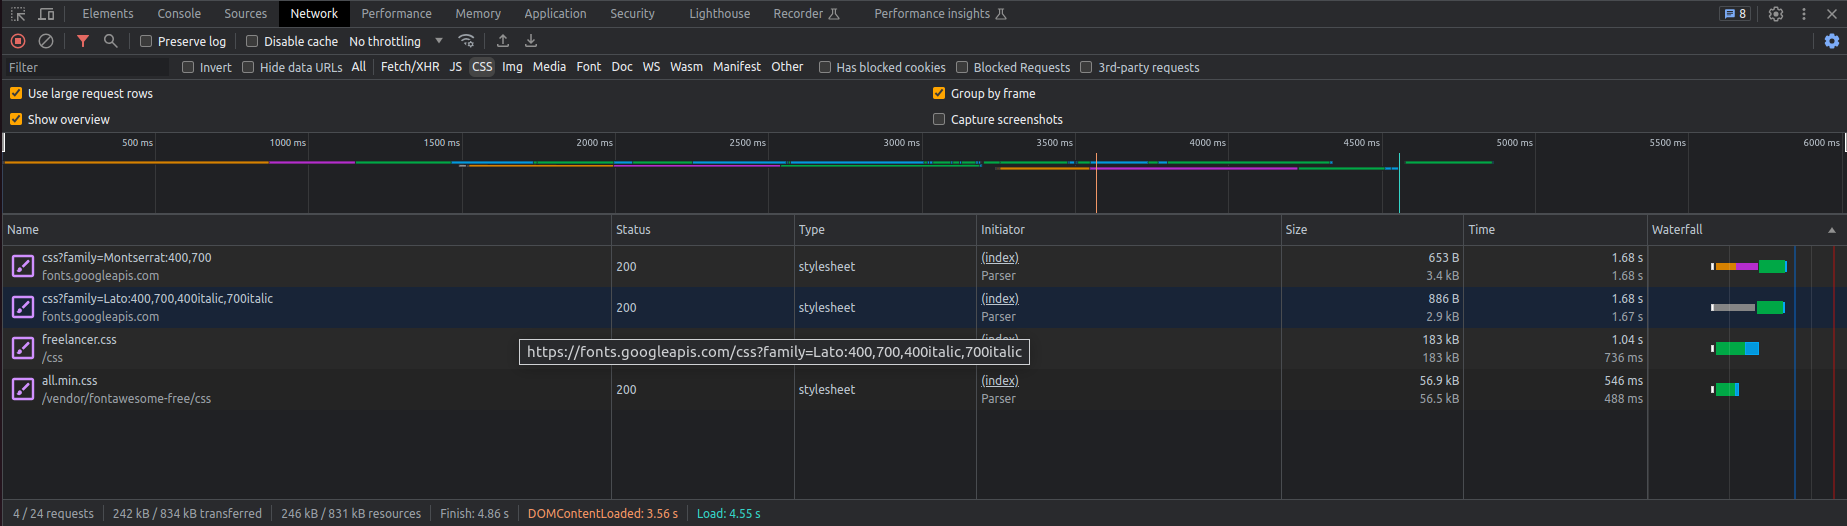 Elements Console Sources Network Performance Memory Application Security Lighthouse Recorder Performance insights 8
Preserve log Disable cache No throttling
Filter Invert Hide data URLs All Fetch/XHR JS CSS Img Media Font Doc WS Wasm Manifest Other Has blocked cookies Blocked Requests 3rd-party requests
Use large request rows Group by frame
Show overview Capture screenshots
500 ms 1000 ms 1500 ms 2000 ms 2500 ms 3000 ms 3500 ms 4000 ms 4500 ms 5000 ms 5500 ms 6000 ms
Name Status Type Initiator Size Time Waterfall
css?family=Montserrat:400,700 200 stylesheet (index) 653 B 1.68 s
fonts.googleapis.com Parser 3.4 kB 1.68 s
css?family=Lato:400,700,400italic,700italic 200 stylesheet (index) 886 B 1.68 s
fonts.googleapis.com Parser 2.9 kB 1.67 s
freelancer.css (index) 183 kB 1.04 s
/css 183 kB 736 ms
https://fonts.googleapis.com/css?family=Lato:400,700,400italic,700italic
all.min.css 200 stylesheet (index) 56.9 kB 546 ms
/vendor/fontawesome-free/css Parser 56.5 kB 488 ms
4 / 24 requests 242 kB / 834 kB transferred 246 kB / 831 kB resources Finish: 4.86 s DOMContentLoaded: 3.56 s Load: 4.55 s